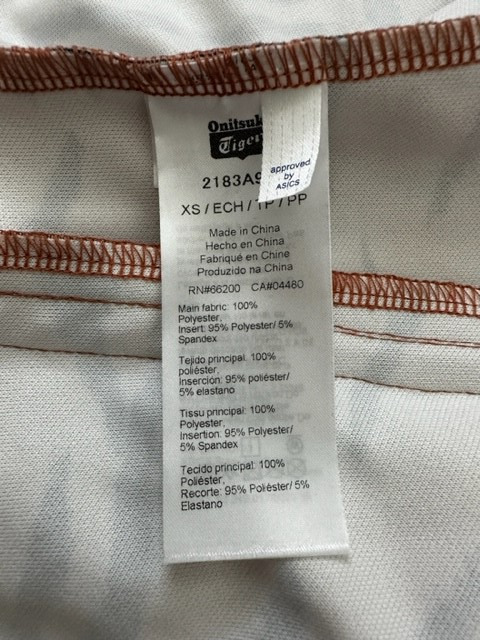 Tiger
approved
by
ASICS
XS / ECH / TP / PP
Made in China
Hecho en China
Fabriqué en Chine
Produzido na China
RN#66200 CA#04460
Main fabric: 100%
Polyester,
Insert: 95% Polyester/ 5%
Spandex
Tejido principal: 100%
poliéster,
Inserción: 95% poliéster/
5% elastano
Tissu principal: 100%
Polyester,
Insertion: 95% Polyester/
5% Spandex
Tecido principal: 100%
Poliéster,
Recorte: 95% Poliéster/ 5%
Elastano